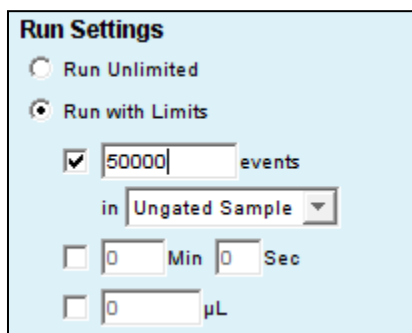 Run Settings
Run Unlimited
Run with Limits
50000 events
in Ungated Sample
0 Min 0 Sec
0 µL